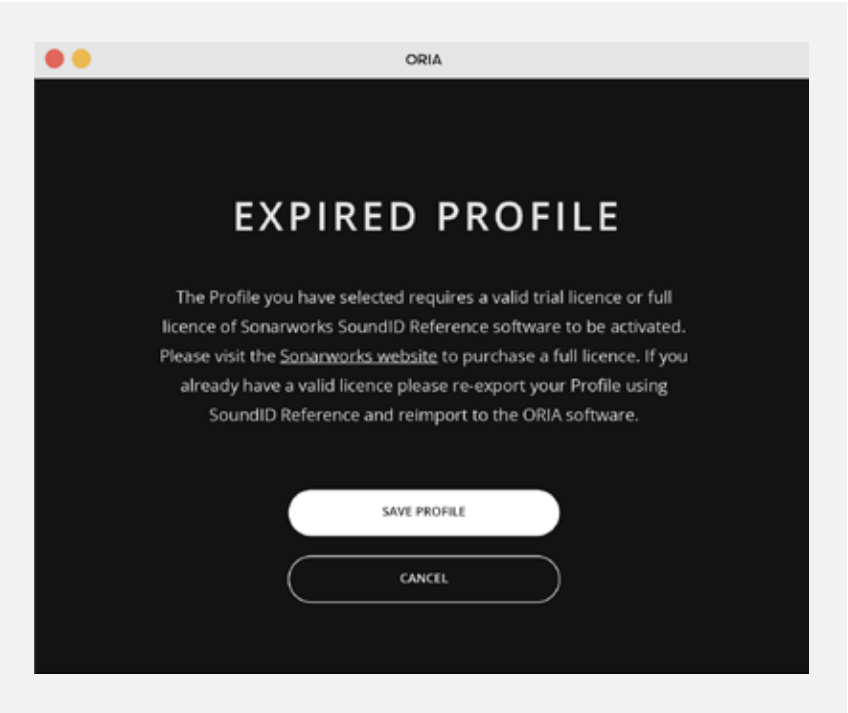 ORIA
EXPIRED PROFILE
The Profile you have selected requires a valid trial licence or full
licence of Sonarworks SoundID Reference software to be activated.
Please visit the Sonarworks website to purchase a full licence. If you
already have a valid licence please re-export your Profile using
SoundID Reference and reimport to the ORIA software.
SAVE PROFILE
CANCEL